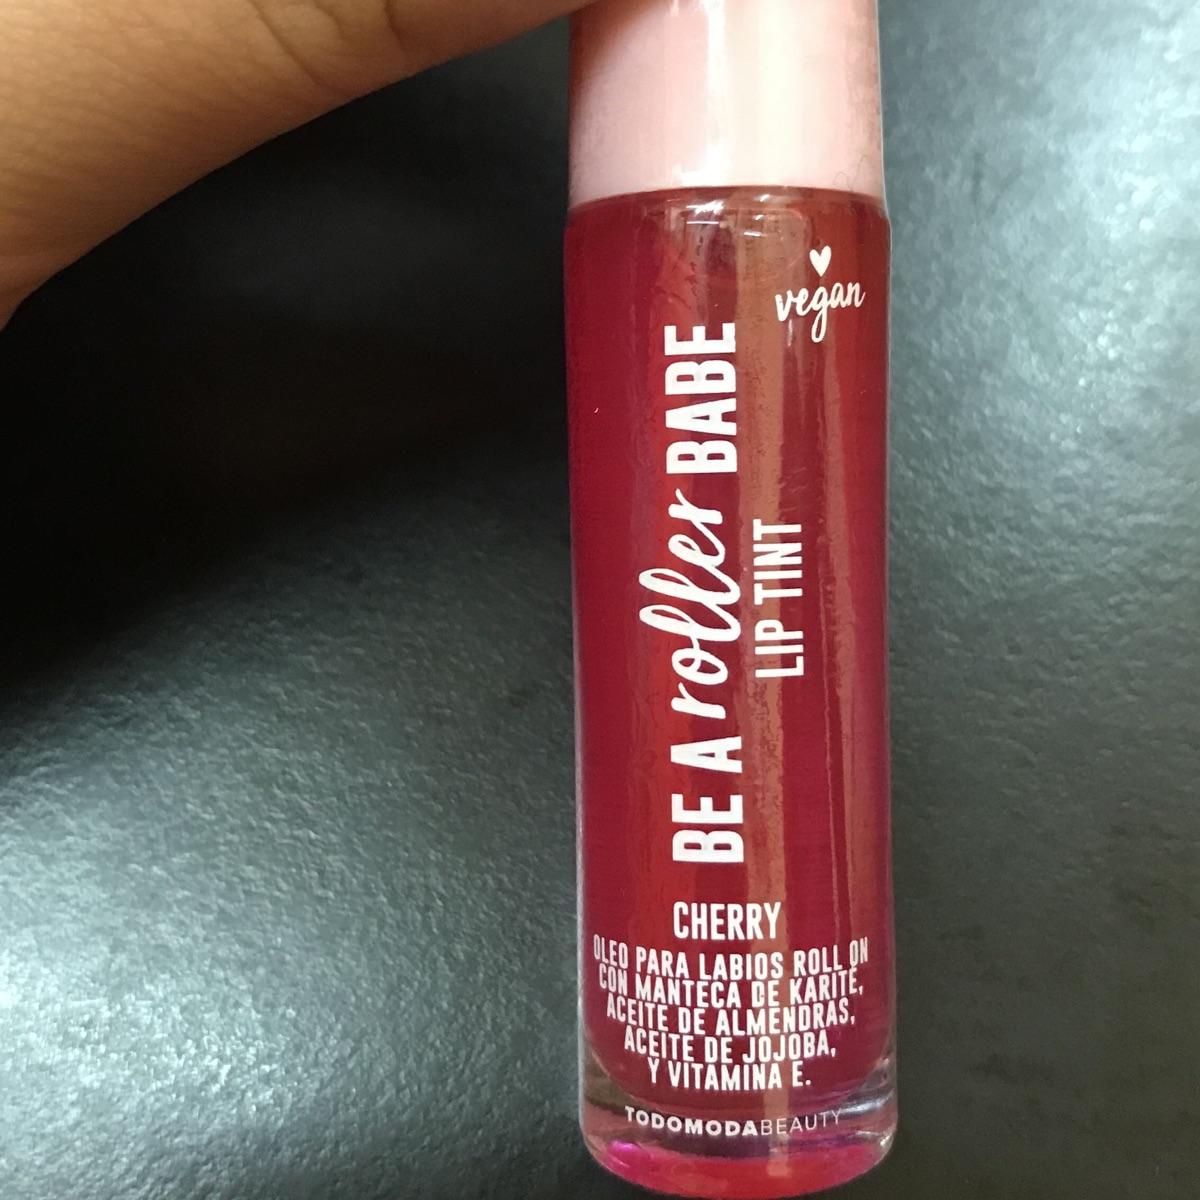 vegan
BE A roller BABE
LIP TINT
CHERRY
OLEO PARA LABIOS ROLL ON
CON MANTECA DE KARITÉ,
ACEITE DE ALMENDRAS,
ACEITE DE JOJOBA,
Y VITAMINA E.
TODOMODABEAUTY